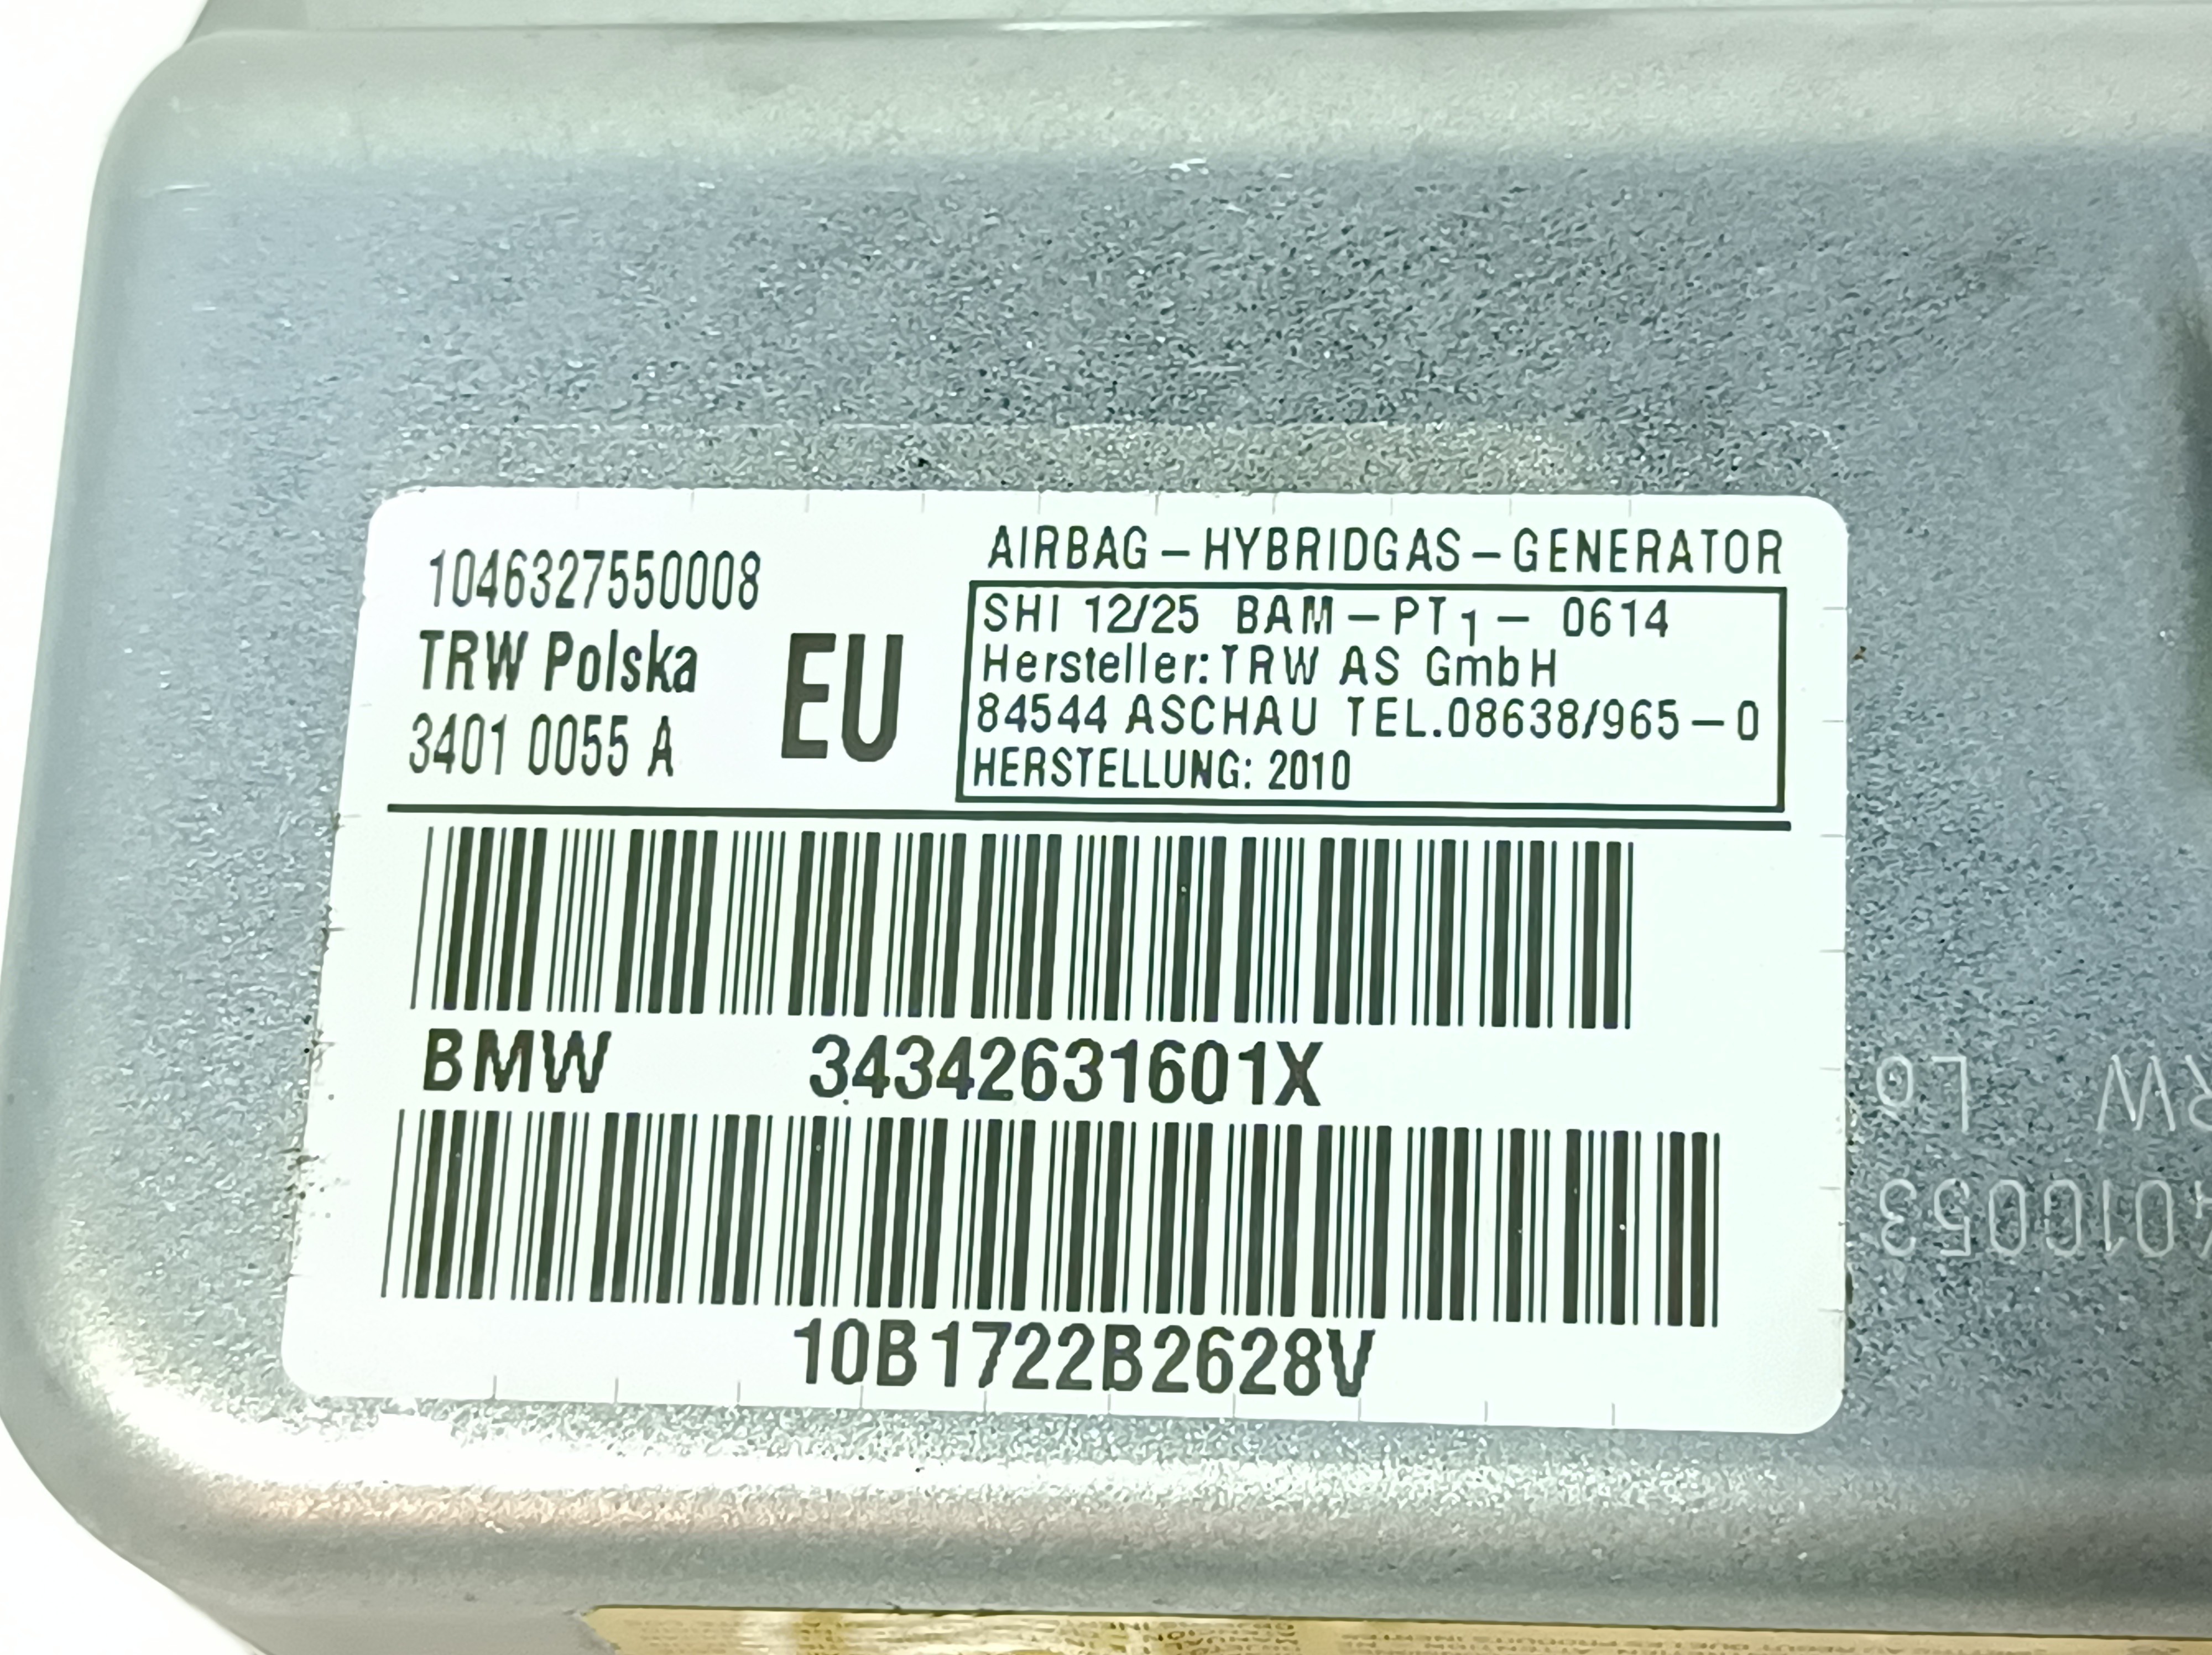 1046327550008
TRW Polska
3401 0055 A
EU
AIRBAG-HYBRIDGAS-GENERATOR
SHI 12/25 BAM-PT1- 0614
Hersteller:TRW AS GmbH
84544 ASCHAU TEL.08638/965-0
HERSTELLUNG: 2010
BMW 34342631601X
10B1722B2628V